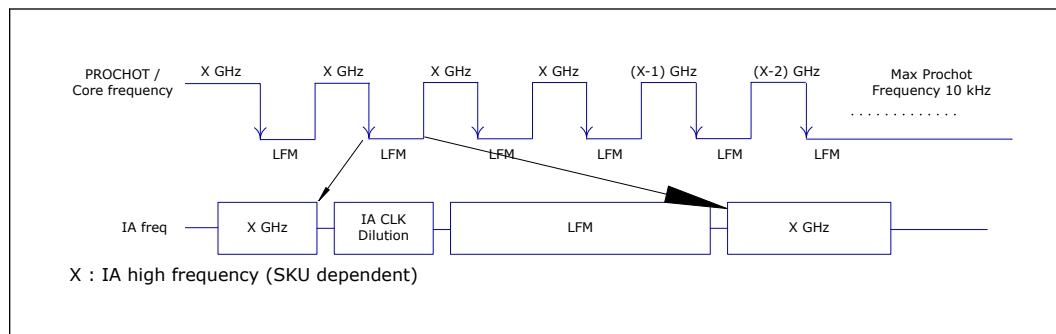 PROCHOT /
Core frequency
X GHz
X GHz
X GHz
X GHz
(X-1) GHz
(X-2) GHz
Max Prochot
Frequency 10 kHz
. . . . . . . . . . . . .
LFM
LFM
LFM
LFM
LFM
LFM
IA freq
X GHz
IA CLK
Dilution
LFM
X GHz
X : IA high frequency (SKU dependent)